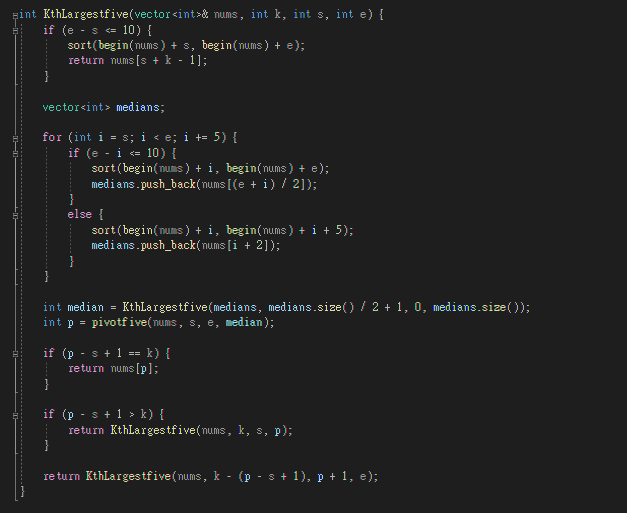 int KthLargestfive(vector<int>& nums, int k, int s, int e) {
if (e - s <= 10) {
sort(begin(nums) + s, begin(nums) + e);
return nums[s + k - 1];
}
vector<int> medians;
for (int i = s; i < e; i += 5) {
if (e - i <= 10) {
sort(begin(nums) + i, begin(nums) + e);
medians.push_back(nums[(e + i) / 2]);
}
else {
sort(begin(nums) + i, begin(nums) + i + 5);
medians.push_back(nums[i + 2]);
}
}
int median = KthLargestfive(medians, medians.size() / 2 + 1, 0, medians.size());
int p = pivotfive(nums, s, e, median);
if (p - s + 1 == k) {
return nums[p];
}
if (p - s + 1 > k) {
return KthLargestfive(nums, k, s, p);
}
return KthLargestfive(nums, k - (p - s + 1), p + 1, e);
}